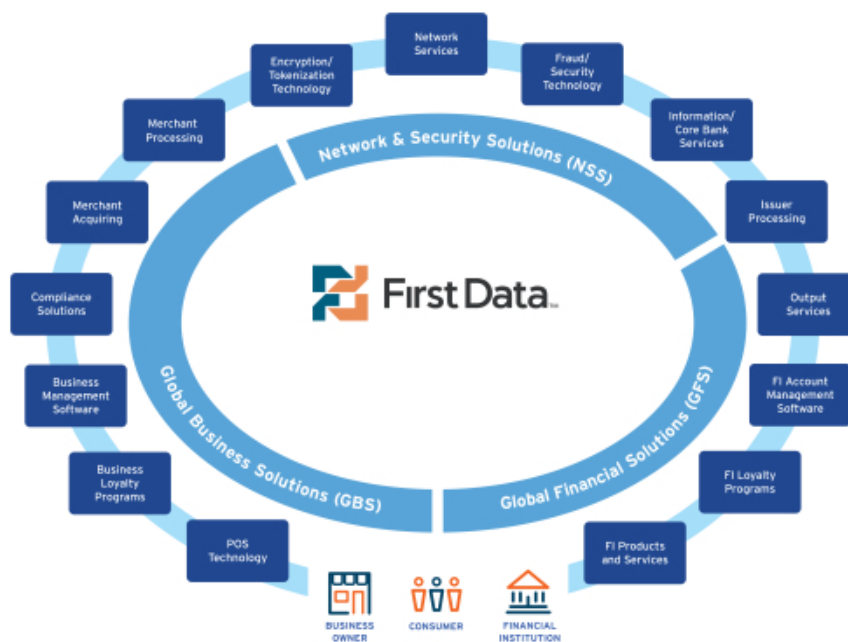 Network
Services
Encryption/
Tokenization
Technology
Fraud/
Security
Technology
Merchant
Processing
Information/
Core Bank
Services
Network & Security Solutions (NSS)
Merchant
Acquiring
Issuer
Processing
First Data
Compliance
Solutions
Output
Services
Business
Management
Software
FI Account
Management
Software
Global Business Solutions (GBS)
Global Financial Solutions (GFS)
Business
Loyalty
Programs
FI Loyalty
Programs
POS
Technology
FI Products
and Services
BUSINESS
OWNER
CONSUMER
FINANCIAL
INSTITUTION